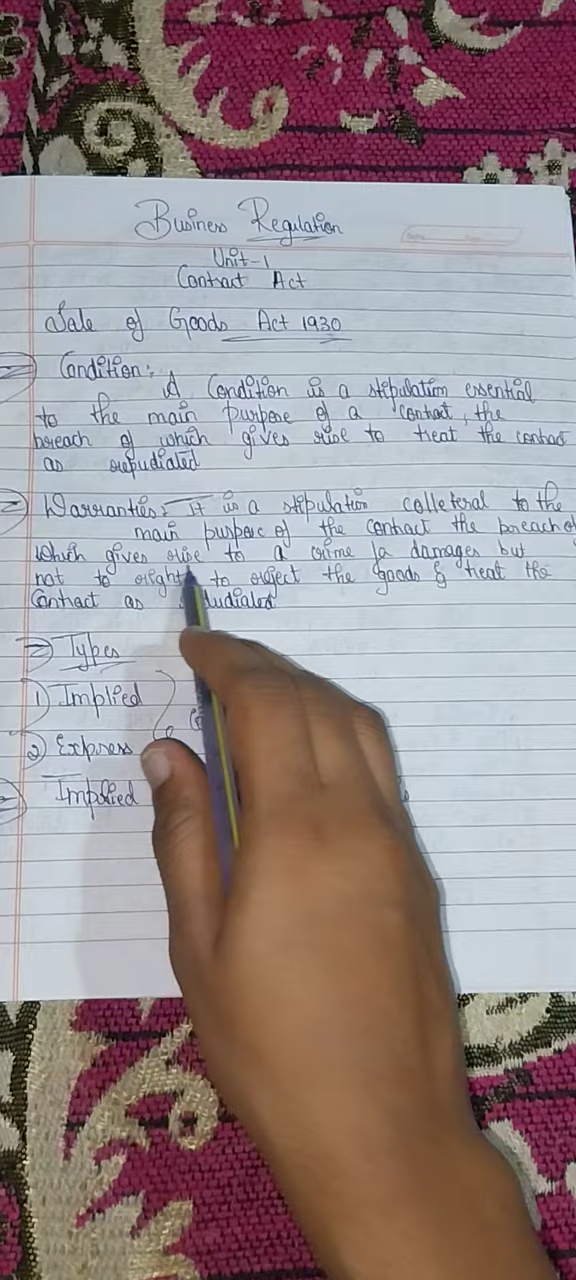 Business Regulation
Unit-1
Contract Act
Sale of Goods Act 1930
Condition:
A Condition is a stipulation essential
to the main purpose of a contract, the
breach of which gives rise to treat the contract
as repudiated
Warranties:- It is a stipulation colleteral to the
main purpose of the contract the breach of
which gives rise to a crime for damages but
not to right to reject the goods & treat the
Contract as
Types
1) Implied
2) Express
Implied